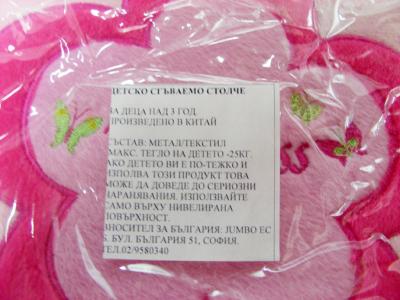 ДЕТСКО СГЪВАЕМО СТОЛЧЕ
ЗА ДЕЦА НАД 3 ГОД.
ПРОИЗВЕДЕНО В КИТАЙ
СЪСТАВ: МЕТАЛ/ТЕКСТИЛ
МАКС. ТЕГЛО НА ДЕТЕТО -25КГ.
АКО ДЕТЕТО ВИ Е ПО-ТЕЖКО И
ИЗПОЛЗВА ТОЗИ ПРОДУКТ ТОВА
МОЖЕ ДА ДОВЕДЕ ДО СЕРИОЗНИ
НАРАНЯВАНИЯ. ИЗПОЛЗВАЙТЕ
САМО ВЪРХУ НИВЕЛИРАНА
ПОВЪРХНОСТ.
ВНОСИТЕЛ ЗА БЪЛГАРИЯ: JUMBO EC
Б. БУЛ. БЪЛГАРИЯ 51, СОФИЯ.
ТЕЛ.02/9580340